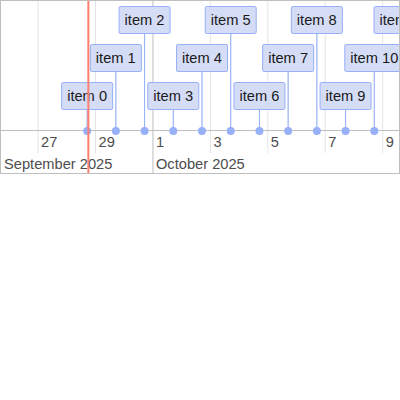 item 2 item 5 item 8 iter
item 1 item 4 item 7 item 10
item 0 item 3 item 6 item 9
27 29 1 3 5 7 9
September 2025 October 2025